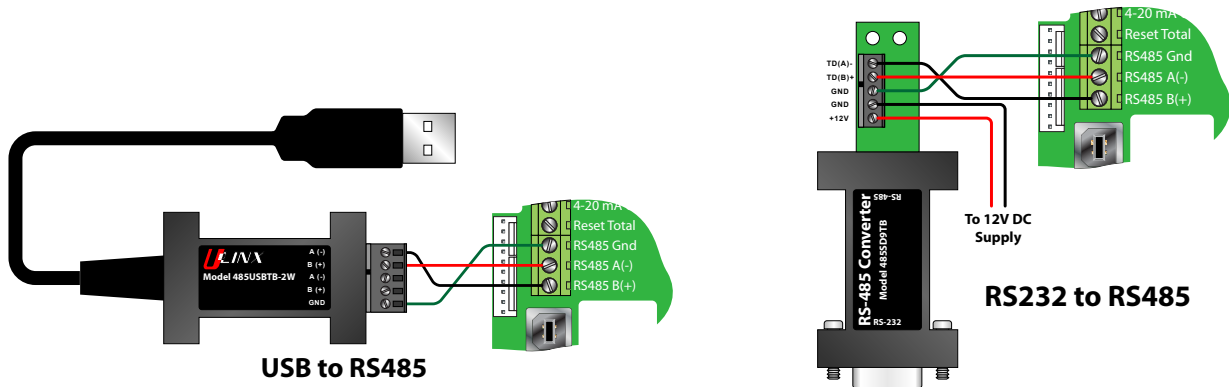 ULINX
Model 485USBTB-2W
A (-)
B (+)
A (-)
B (+)
GND
4-20 mA
Reset Total
RS485 Gnd
RS485 A(-)
RS485 B(+)
USB to RS485
TD(A)-
TD(B)+
GND
GND
+12V
4-20 mA
Reset Total
RS485 Gnd
RS485 A(-)
RS485 B(+)
RS-485
RS-485 Converter
Model 485SD9TB
RS-232
To 12V DC
Supply
RS232 to RS485